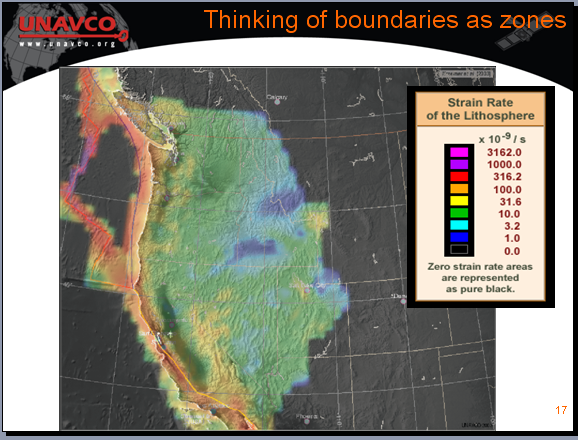 Thinking of boundaries as zones
UNAVCO
www.unavco.org
Calgary
Strain Rate
of the Lithosphere
x 10-9 / s
3162.0
1000.0
316.2
100.0
31.6
10.0
3.2
1.0
0.0
Zero strain rate areas
are represented
as pure black.
Phoenix
17